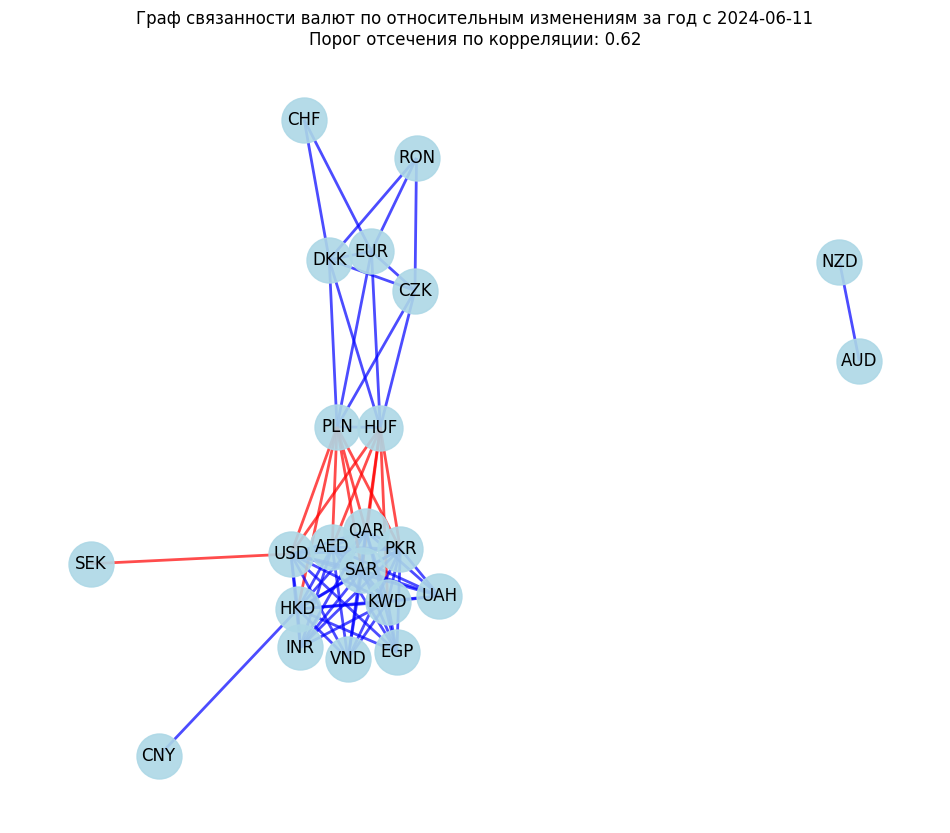 Граф связанности валют по относительным изменениям за год с 2024-06-11
Порог отсечения по корреляции: 0.62
CHF
RON
EUR
DKK
NZD
CZK
AUD
PLN
HUF
QAR
AED
PKR
USD
SEK
SAR
UAH
KWD
HKD
INR
EGP
VND
CNY